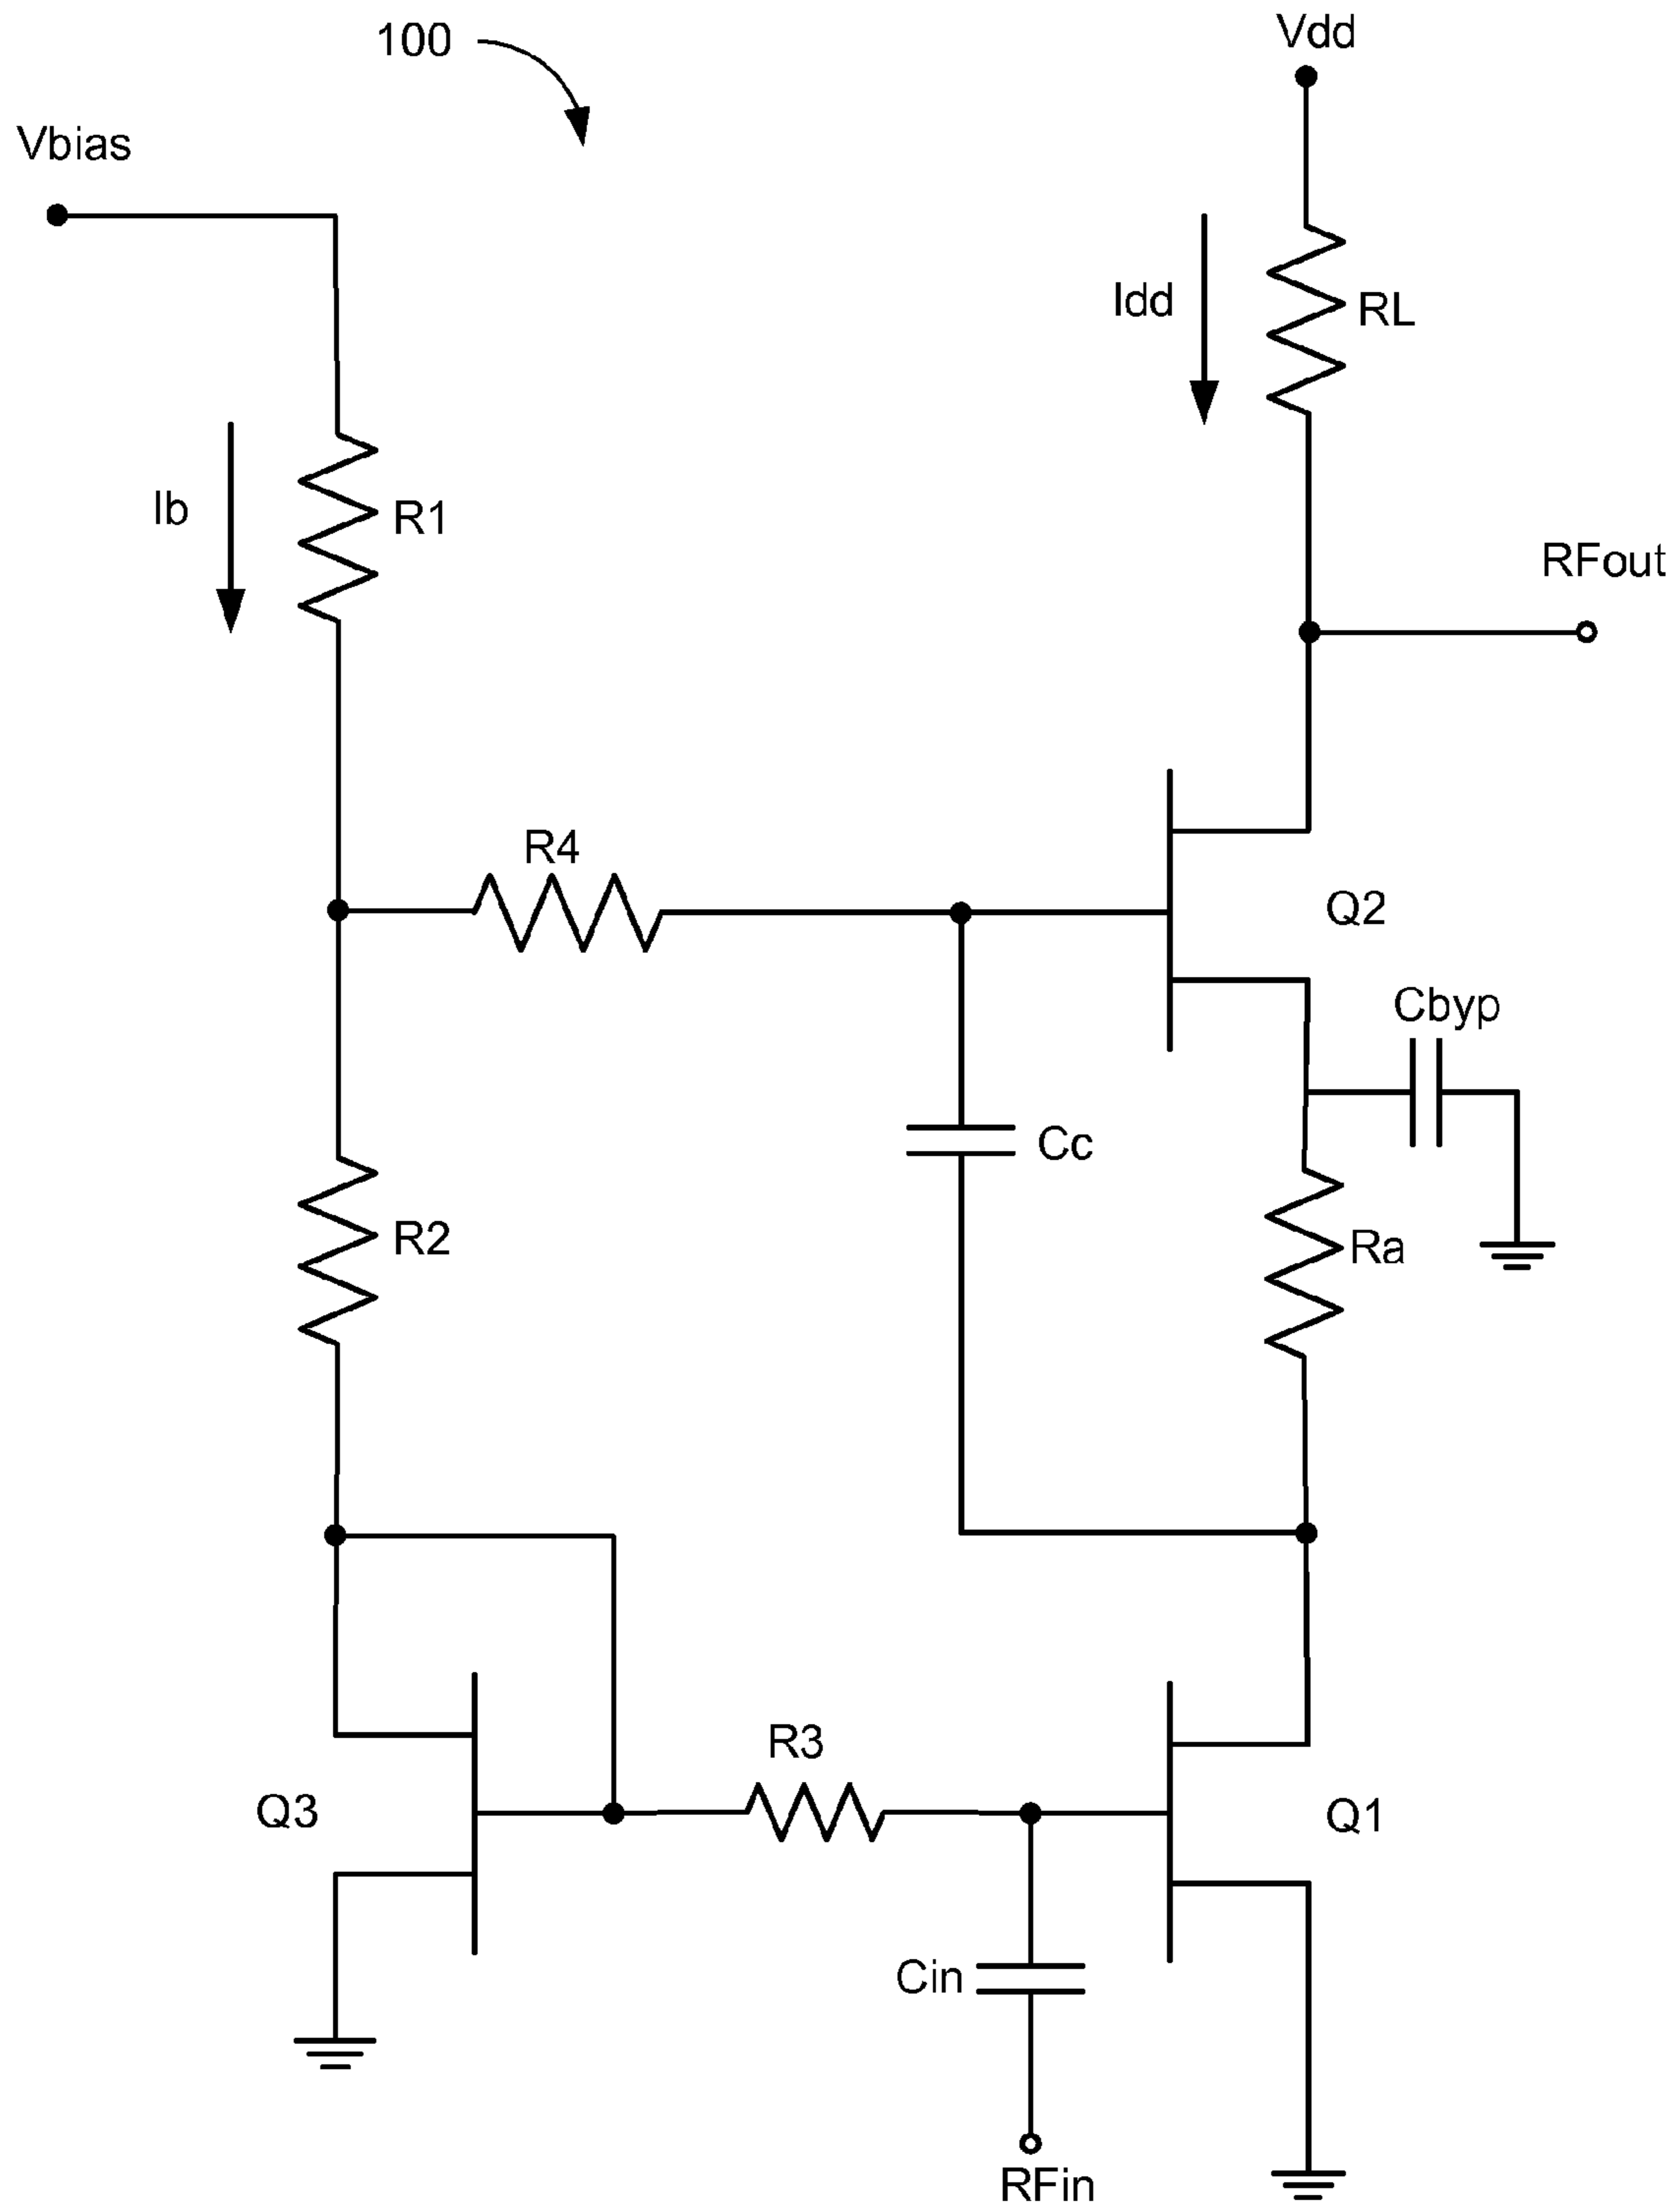 100
Vdd
Vbias
Idd
RL
Ib
R1
RFout
R4
Q2
Cbyp
Cc
R2
Ra
R3
Q3
Q1
Cin
RFin